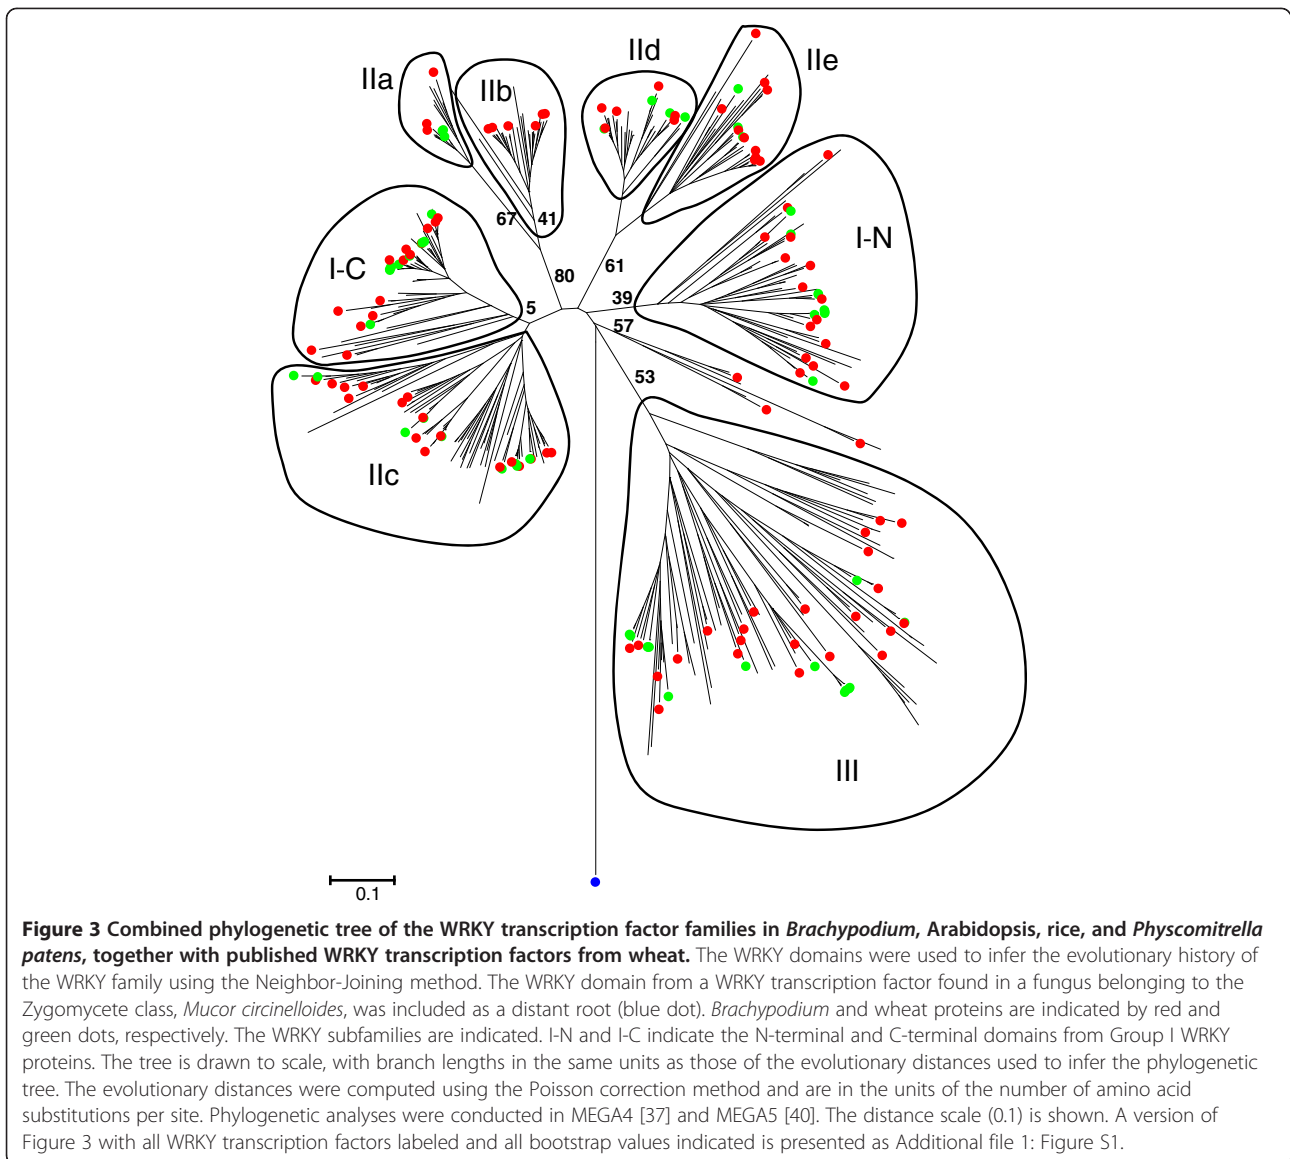 IIa
IIb
IId
IIe
I-N
67
41
I-C
80
61
39
5
57
53
IIc
III
0.1
Figure 3 Combined phylogenetic tree of the WRKY transcription factor families in Brachypodium, Arabidopsis, rice, and Physcomitrella
patens, together with published WRKY transcription factors from wheat. The WRKY domains were used to infer the evolutionary history of
the WRKY family using the Neighbor-Joining method. The WRKY domain from a WRKY transcription factor found in a fungus belonging to the
Zygomycete class, Mucor circinelloides, was included as a distant root (blue dot). Brachypodium and wheat proteins are indicated by red and
green dots, respectively. The WRKY subfamilies are indicated. I-N and I-C indicate the N-terminal and C-terminal domains from Group I WRKY
proteins. The tree is drawn to scale, with branch lengths in the same units as those of the evolutionary distances used to infer the phylogenetic
tree. The evolutionary distances were computed using the Poisson correction method and are in the units of the number of amino acid
substitutions per site. Phylogenetic analyses were conducted in MEGA4 [37] and MEGA5 [40]. The distance scale (0.1) is shown. A version of
Figure 3 with all WRKY transcription factors labeled and all bootstrap values indicated is presented as Additional file 1: Figure S1.